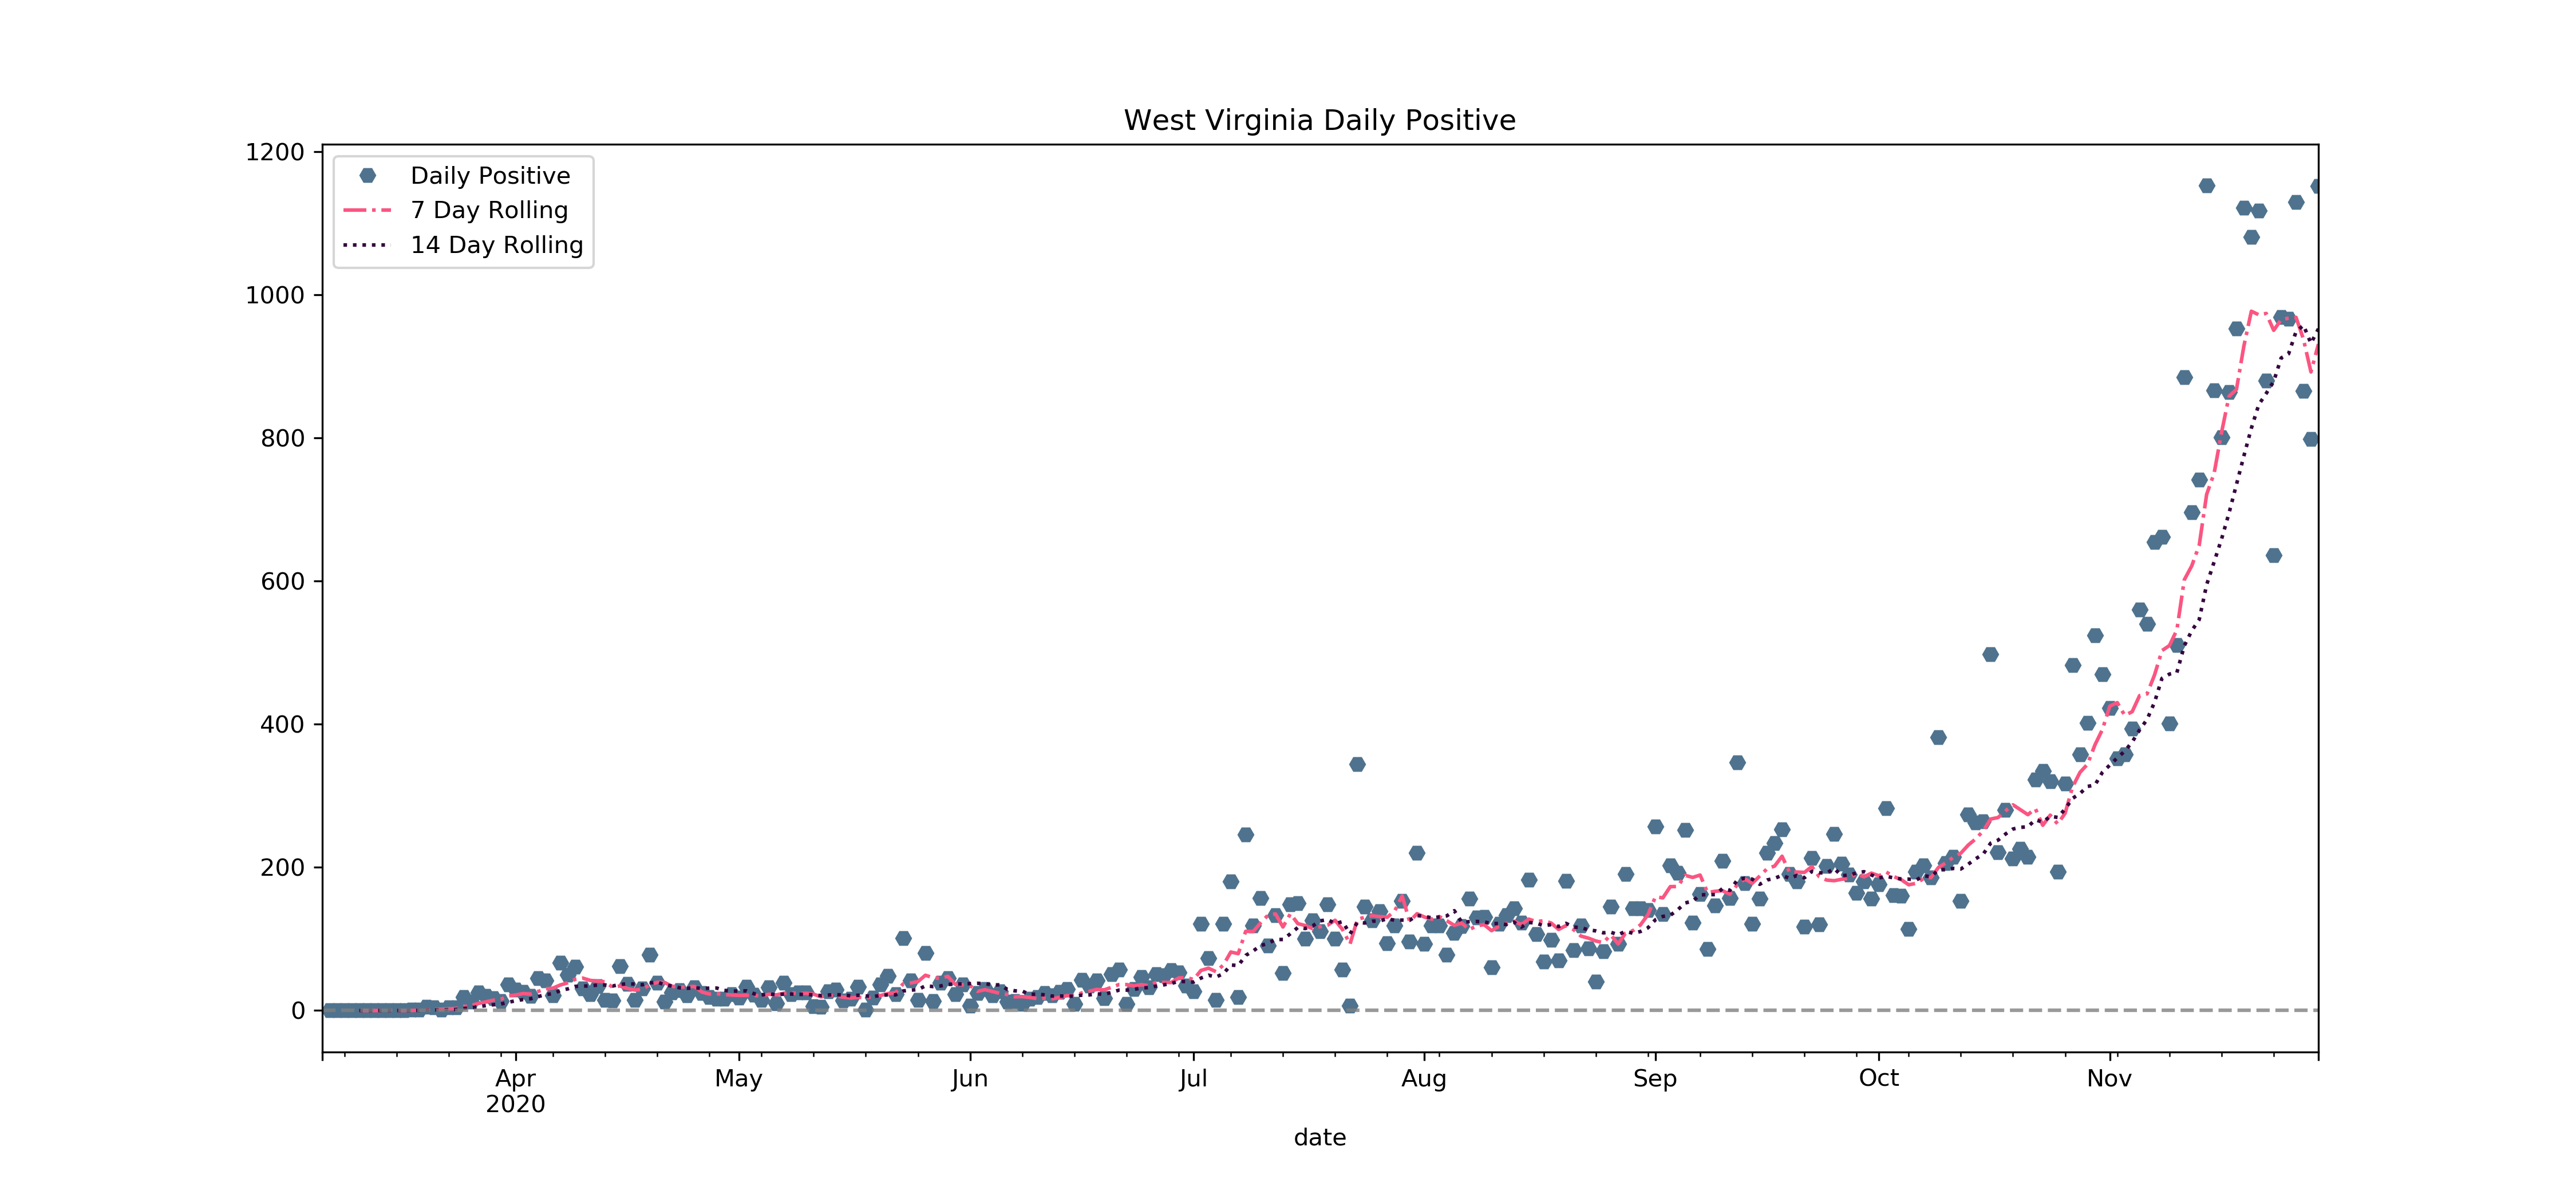 West Virginia Daily Positive
Daily Positive
7 Day Rolling
14 Day Rolling
1200
1000
800
600
400
200
0
Apr May Jun Jul Aug Sep Oct Nov
2020
date